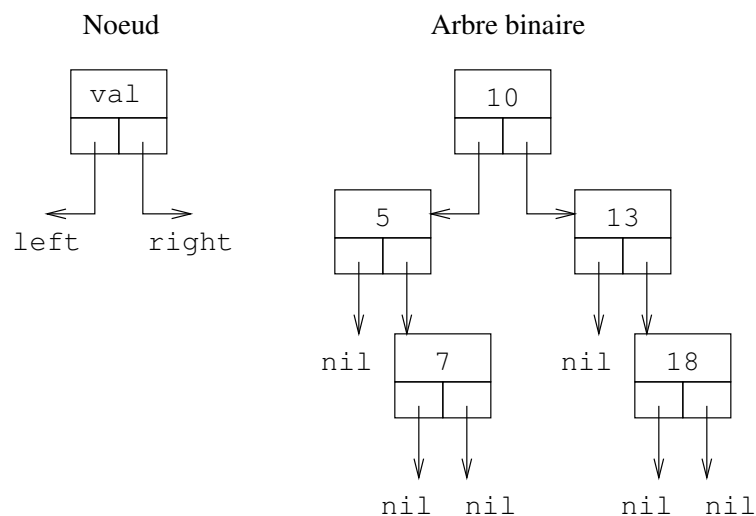 Noeud
Arbre binaire
val
10
left
right
5
13
nil
7
nil
18
nil
nil
nil
nil